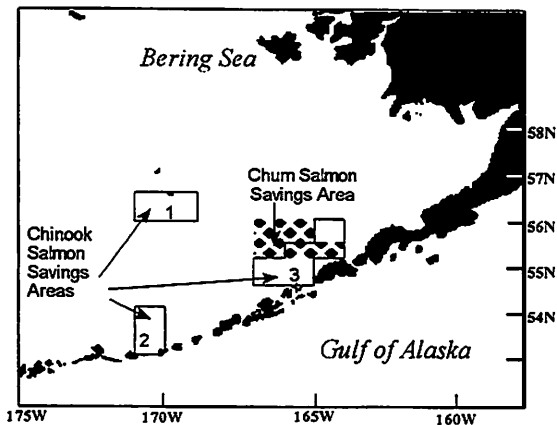 Bering Sea
58N
Chum Salmon
Savings Area
57N
1
56N
Chinook
Salmon
Savings
Areas
3
55N
2
54N
Gulf of Alaska
175W
170W
165W
160W